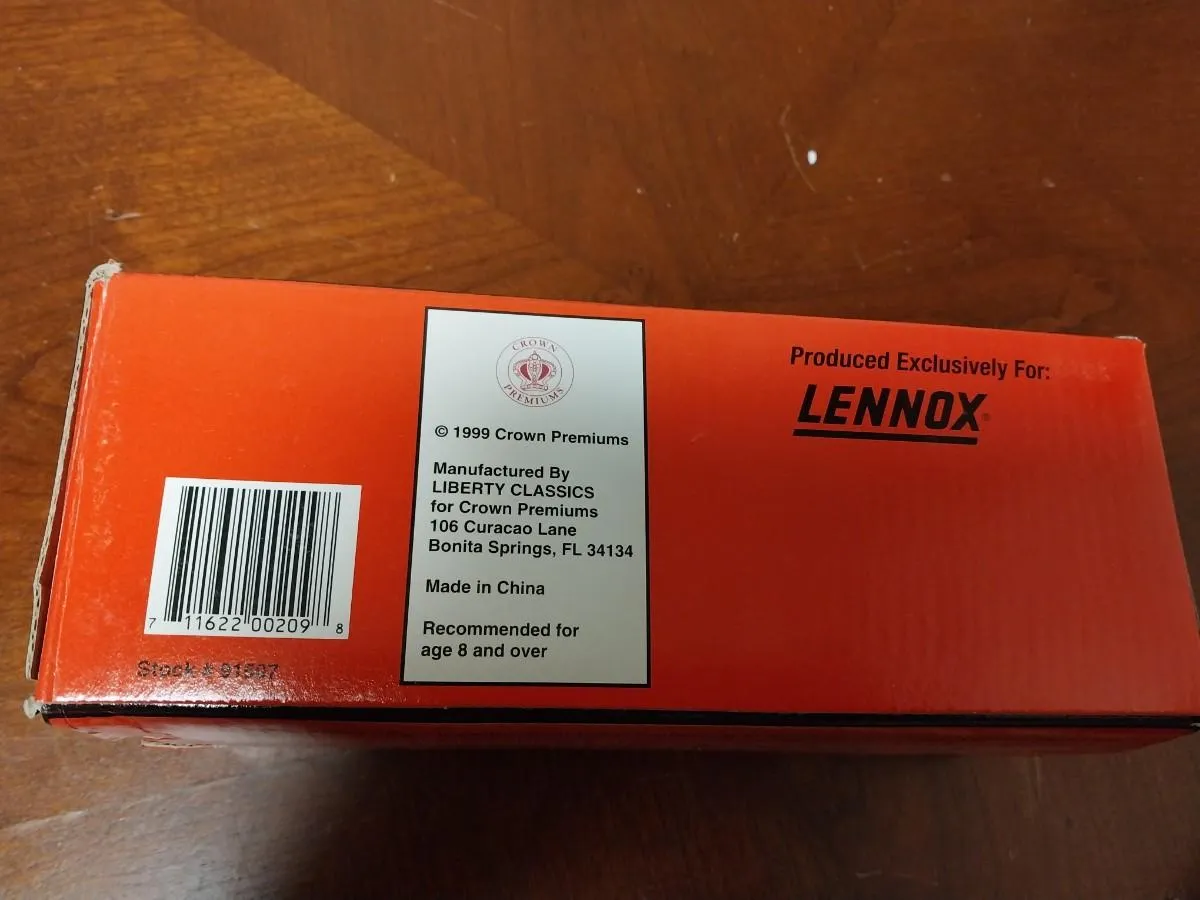 CROWN
PREMIUMS
© 1999 Crown Premiums
Manufactured By
LIBERTY CLASSICS
for Crown Premiums
106 Curacao Lane
Bonita Springs, FL 34134
Made in China
Recommended for
age 8 and over
7 11622 00209 8
Stock #
Produced Exclusively For:
LENNOX®